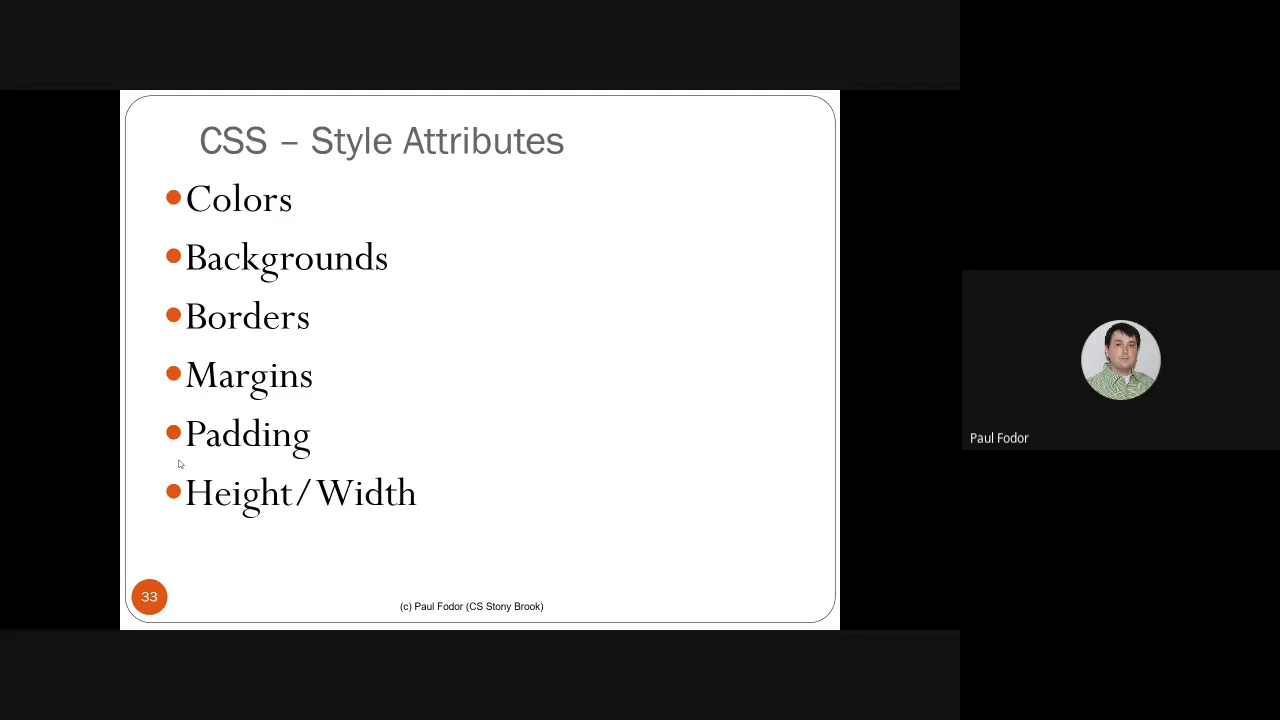 CSS – Style Attributes
Colors
Backgrounds
Borders
Margins
Padding
Height/Width
33
(c) Paul Fodor (CS Stony Brook)
Paul Fodor